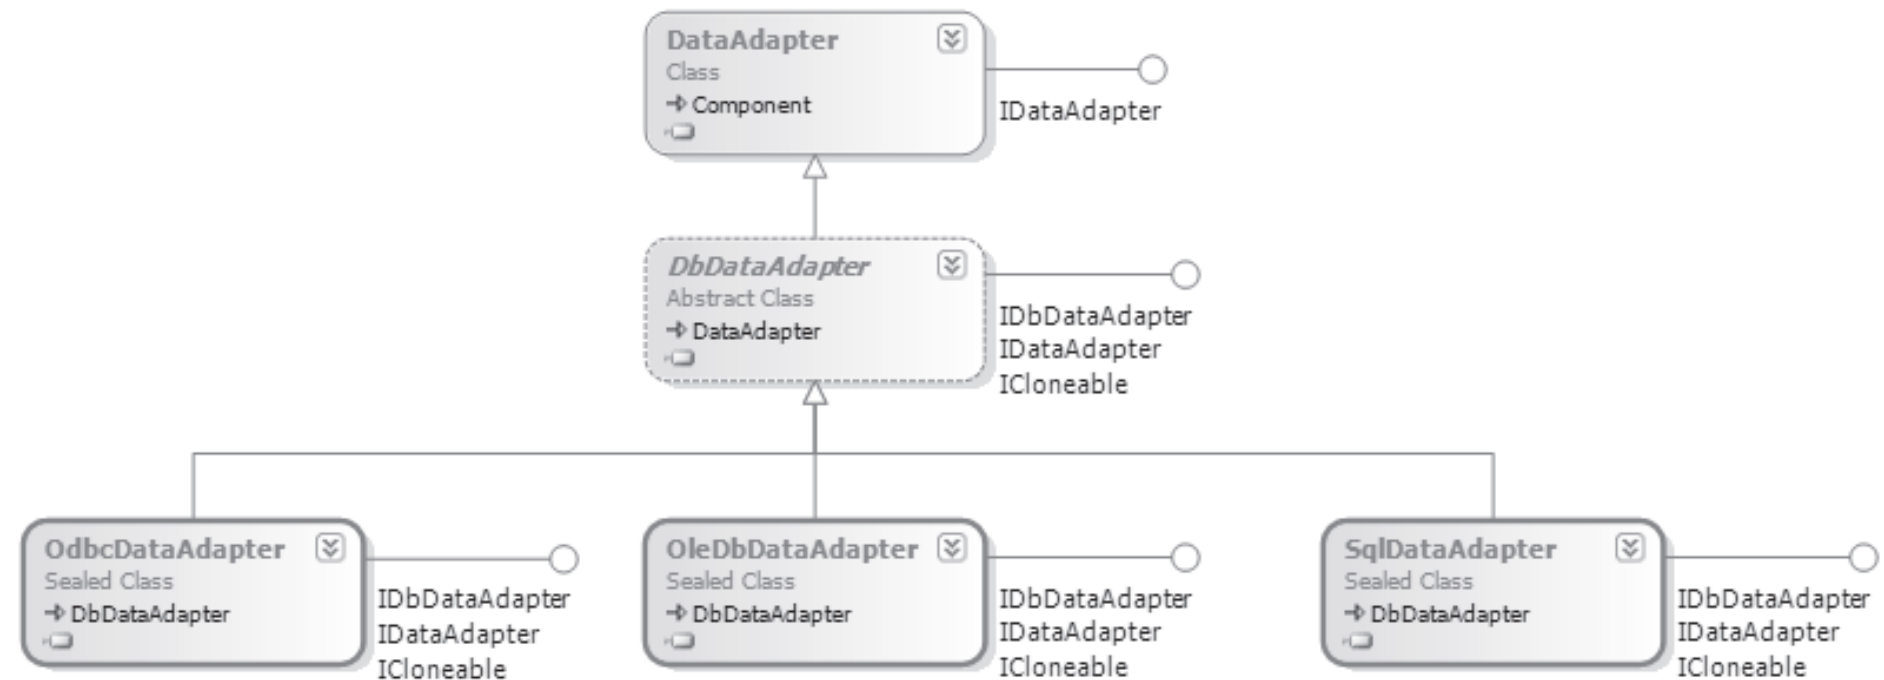 DataAdapter
Class
Component
IDataAdapter
DbDataAdapter
Abstract Class
DataAdapter
IDbDataAdapter
IDataAdapter
ICloneable
OdbcDataAdapter
Sealed Class
DbDataAdapter
IDbDataAdapter
IDataAdapter
ICloneable
OleDbDataAdapter
Sealed Class
DbDataAdapter
IDbDataAdapter
IDataAdapter
ICloneable
SqlDataAdapter
Sealed Class
DbDataAdapter
IDbDataAdapter
IDataAdapter
ICloneable